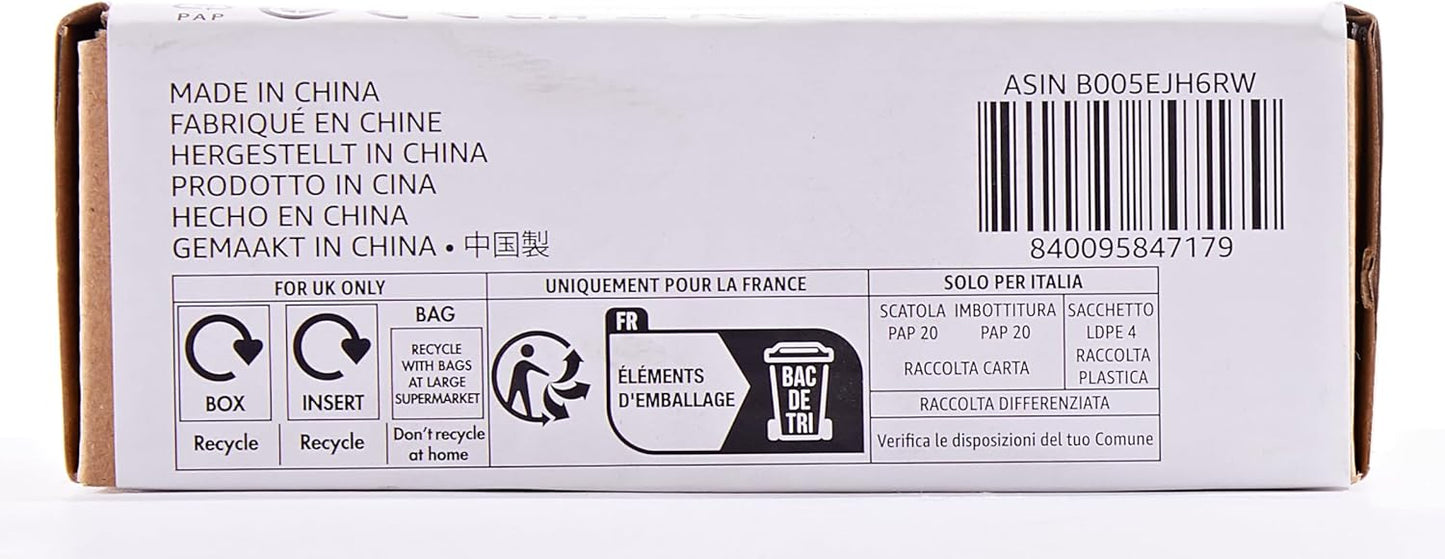 PAP
MADE IN CHINA
FABRIQUÉ EN CHINE
HERGESTELLT IN CHINA
PRODOTTO IN CINA
HECHO EN CHINA
GEMAAKT IN CHINA • 中国製
ASIN B005EJH6RW
840095847179
FOR UK ONLY
BOX
Recycle
INSERT
Recycle
BAG
RECYCLE
WITH BAGS
AT LARGE
SUPERMARKET
Don't recycle
at home
UNIQUEMENT POUR LA FRANCE
FR
ÉLÉMENTS
D'EMBALLAGE
BAC
DE
TRI
SOLO PER ITALIA
SCATOLA IMBOTTITURA
PAP 20 PAP 20
RACCOLTA CARTA
SACCHETTO
LDPE 4
RACCOLTA
PLASTICA
RACCOLTA DIFFERENZIATA
Verifica le disposizioni del tuo Comune